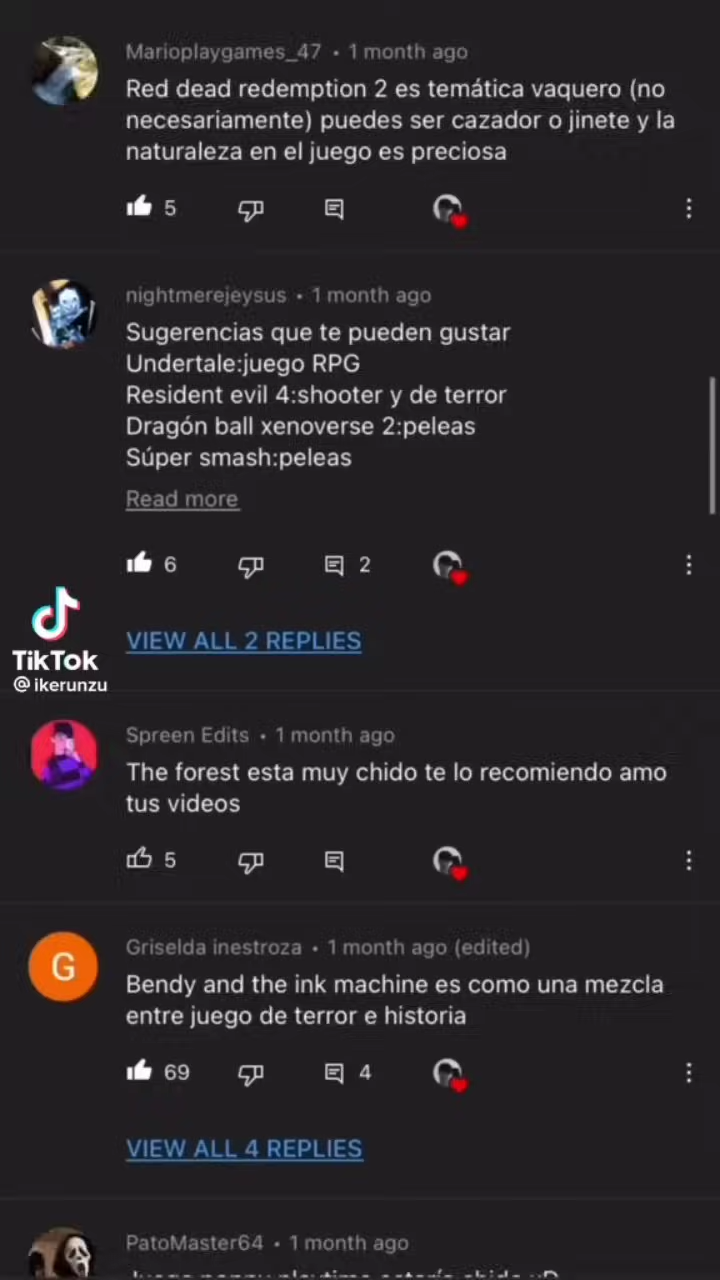 Marioplaygames_47 • 1 month ago
Red dead redemption 2 es temática vaquero (no
necesariamente) puedes ser cazador o jinete y la
naturaleza en el juego es preciosa
5
nightmerejeysus • 1 month ago
Sugerencias que te pueden gustar
Undertale:juego RPG
Resident evil 4:shooter y de terror
Dragón ball xenoverse 2:peleas
Súper smash:peleas
Read more
6 2
VIEW ALL 2 REPLIES
TikTok
@ikerunzu
Spreen Edits • 1 month ago
The forest esta muy chido te lo recomiendo amo
tus videos
5
G
Griselda inestroza • 1 month ago (edited)
Bendy and the ink machine es como una mezcla
entre juego de terror e historia
69 4
VIEW ALL 4 REPLIES
PatoMaster64 • 1 month ago